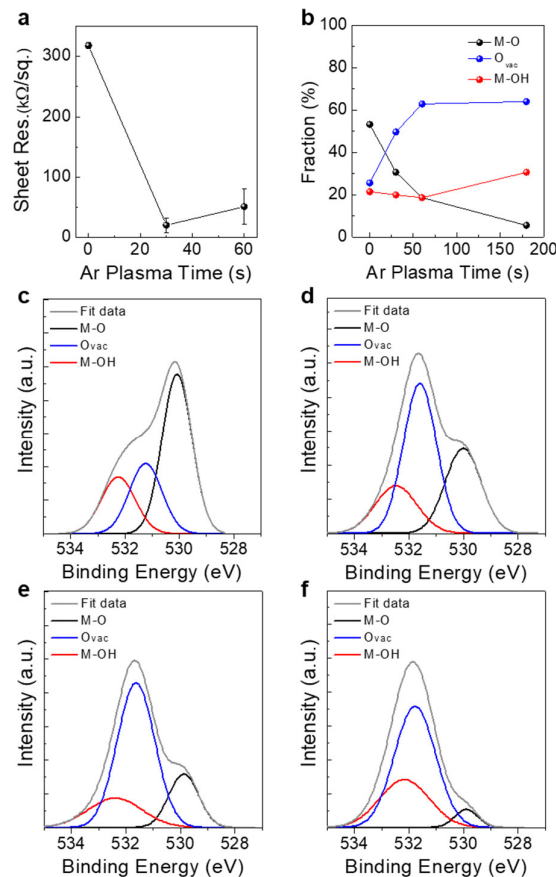 a
Sheet Res.(kΩ/sq.)
300
150
0
0 20 40 60
Ar Plasma Time (s)
b
Fraction (%)
100
80
60
40
20
0
M-O
Ovac
M-OH
0 50 100 150 200
Ar Plasma Time (s)
c
Intensity (a.u.)
Fit data
M-O
Ovac
M-OH
534 532 530 528
Binding Energy (eV)
d
Intensity (a.u.)
Fit data
M-O
Ovac
M-OH
534 532 530 528
Binding Energy (eV)
e
Intensity (a.u.)
Fit data
M-O
Ovac
M-OH
534 532 530 528
Binding Energy (eV)
f
Intensity (a.u.)
Fit data
M-O
Ovac
M-OH
534 532 530 528
Binding Energy (eV)